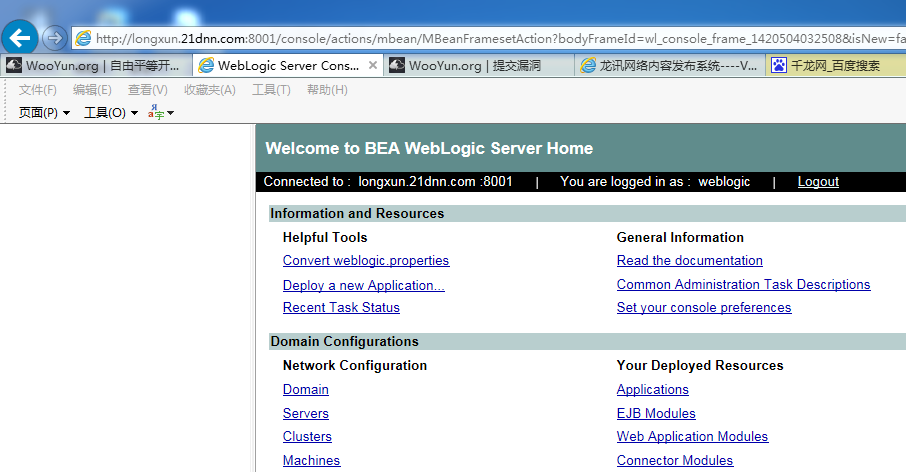 http://longxun.21dnn.com:8001/console/actions/mbean/MBeanFramesetAction?bodyFrameId=wl_console_frame_1420504032508&isNew=fa
WooYun.org | 自由平等开... WebLogic Server Cons... WooYun.org | 提交漏洞 龙讯网络内容发布系统----V... 千龙网_百度搜索
文件(F) 编辑(E) 查看(V) 收藏夹(A) 工具(T) 帮助(H)
页面(P) 工具(O)
Welcome to BEA WebLogic Server Home
Connected to : longxun.21dnn.com :8001 | You are logged in as : weblogic | Logout
Information and Resources
Helpful Tools General Information
Convert weblogic.properties Read the documentation
Deploy a new Application... Common Administration Task Descriptions
Recent Task Status Set your console preferences
Domain Configurations
Network Configuration Your Deployed Resources
Domain Applications
Servers EJB Modules
Clusters Web Application Modules
Machines Connector Modules